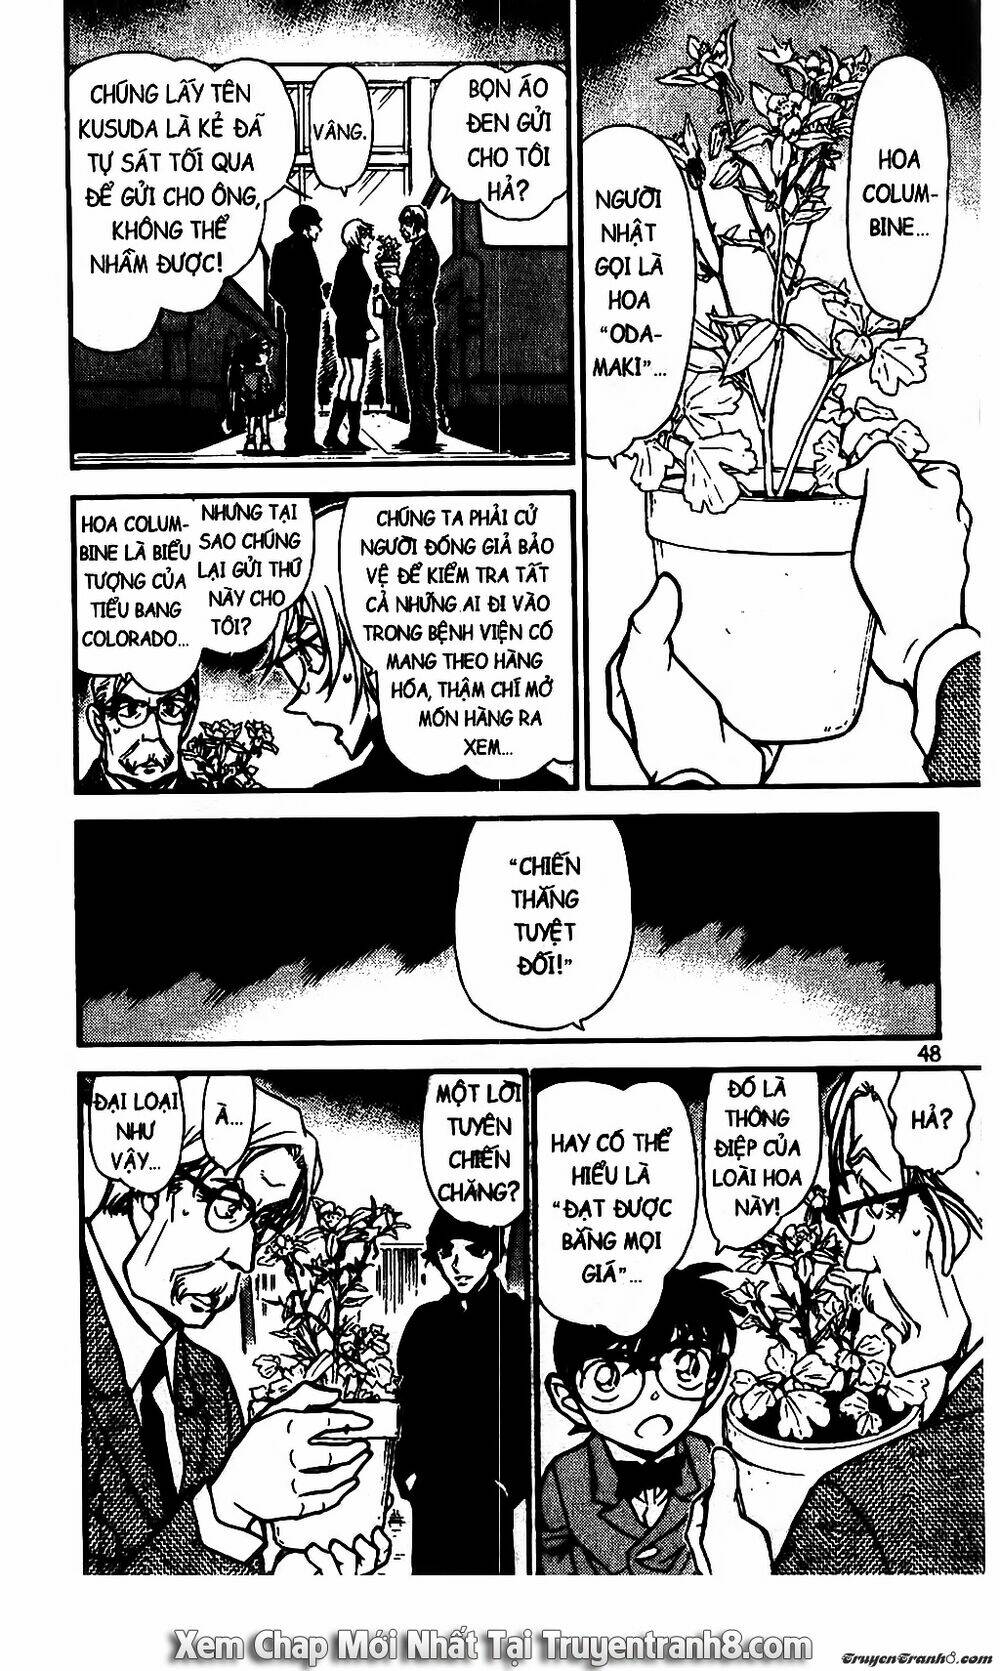 HOA
COLUM-
BINE...
NGƯỜI
NHẬT
GỌI LÀ
HOA
“ODA-
MAKI”...
BỌN ÁO
ĐEN GỬI
CHO TÔI
HẢ?
VÂNG.
CHÚNG LẤY TÊN
KUSUDA LÀ KẺ ĐÃ
TỰ SÁT TỐI QUA
ĐỂ GỬI CHO ÔNG,
KHÔNG THỂ
NHẦM ĐƯỢC!
CHÚNG TA PHẢI CỬ
NGƯỜI ĐÓNG GIẢ BẢO
VỆ ĐỂ KIỂM TRA TẤT
CẢ NHỮNG AI ĐI VÀO
TRONG BỆNH VIỆN CÓ
MANG THEO HÀNG
HÓA, THẬM CHÍ MỞ
MÓN HÀNG RA
XEM...
NHƯNG TẠI
SAO CHÚNG
LẠI GỬI THỨ
NÀY CHO
TÔI?
HOA COLUM-
BINE LÀ BIỂU
TƯỢNG CỦA
TIỂU BANG
COLORADO...
“CHIẾN
THẮNG
TUYỆT
ĐỐI!”
48
HẢ?
ĐÓ LÀ
THÔNG
ĐIỆP CỦA
LOÀI HOA
NÀY!
HAY CÓ THỂ
HIỂU LÀ
“ĐẠT ĐƯỢC
BẰNG MỌI
GIÁ”...
MỘT LỜI
TUYÊN
CHIẾN
CHĂNG?
À...
ĐẠI LOẠI
NHƯ
VẬY...
Xem Chap Mới Nhất Tại Truyentranh8.com
TruyenTranh8.com